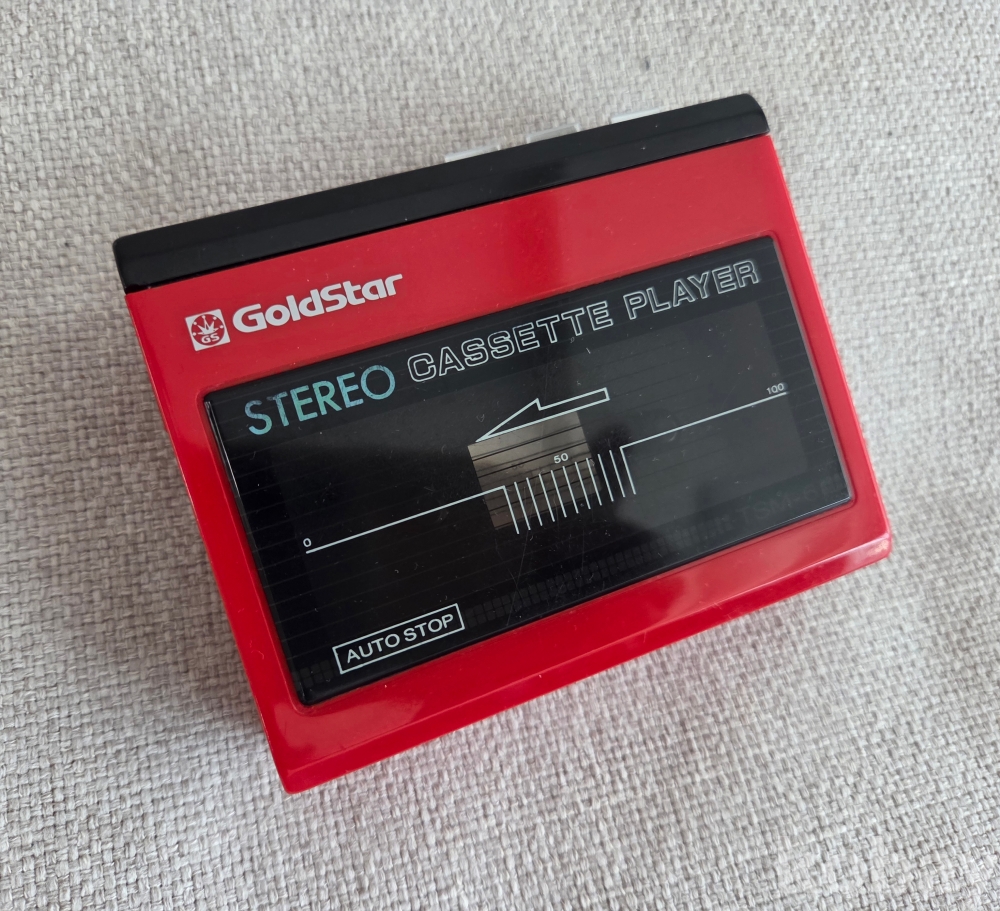 GS
GoldStar
STEREO CASSETTE PLAYER
100
50
0
AUTO STOP